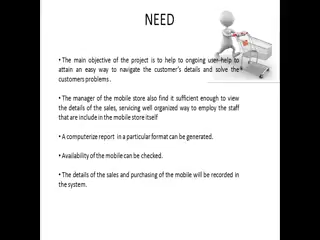 NEED
• The main objective of the project is to help to ongoing user help to
attain an easy way to navigate the customer's details and solve the
customers problems .
• The manager of the mobile store also find it sufficient enough to view
the details of the sales, servicing well organized way to employ the staff
that are include in the mobile store itself
• A computerize report in a particular format can be generated.
• Availability of the mobile can be checked.
• The details of the sales and purchasing of the mobile will be recorded in
the system.